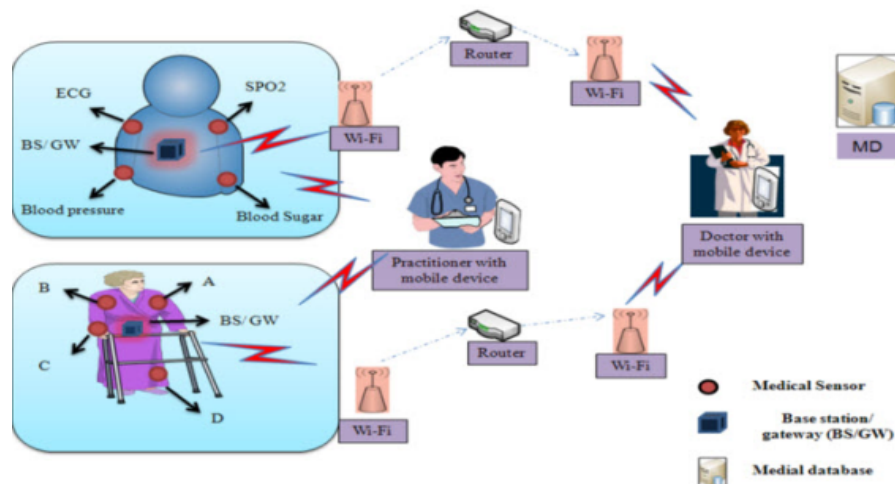 Router
ECG
SPO2
Wi-Fi
Wi-Fi
BS/GW
MD
Blood pressure
Blood Sugar
Practitioner with
mobile device
Doctor with
mobile device
B
A
BS/GW
C
D
Router
Wi-Fi
Wi-Fi
Medical Sensor
Base station/
gateway (BS/GW)
Medial database